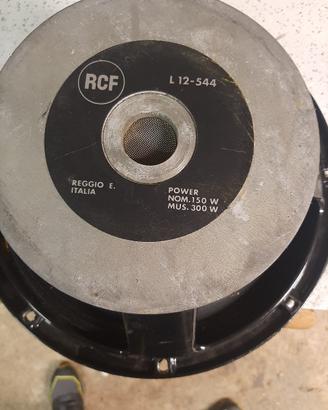 RCF
L 12-544
REGGIO E.
ITALIA
POWER
NOM. 150 W
MUS. 300 W